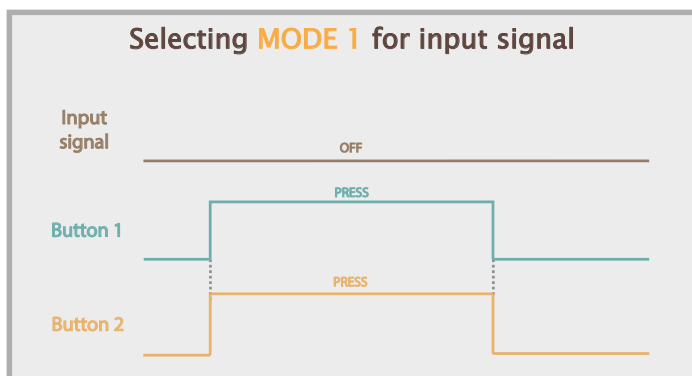 Selecting MODE 1 for input signal
Input
signal
OFF
PRESS
Button 1
PRESS
Button 2